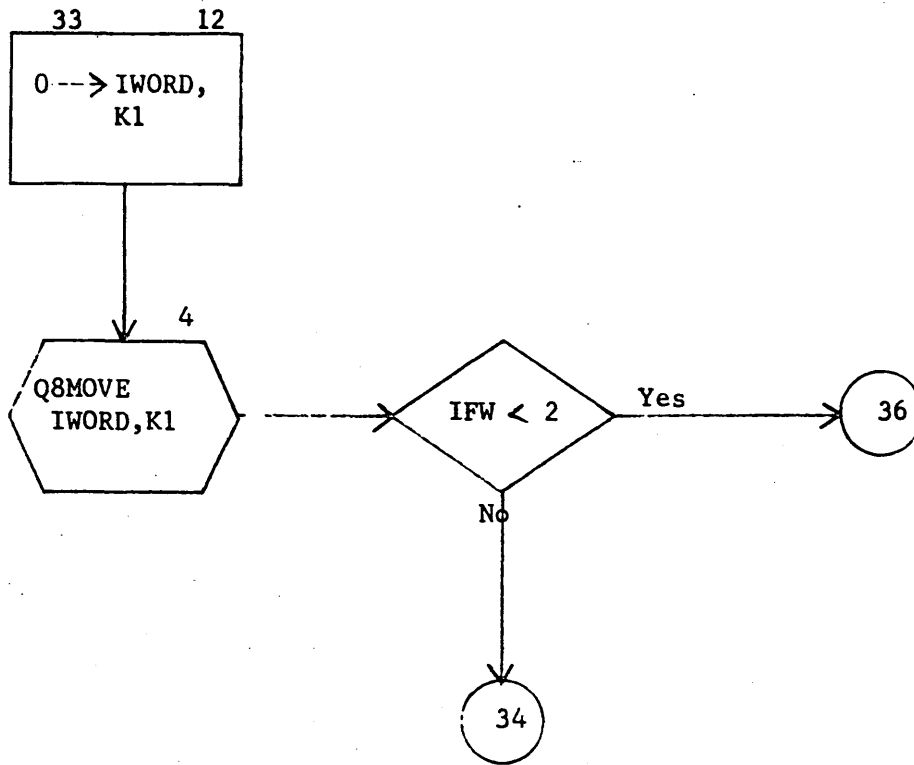 33 12
0 --> IWORD,
K1
4
Q8MOVE
IWORD,K1
IFW < 2
Yes
36
No
34